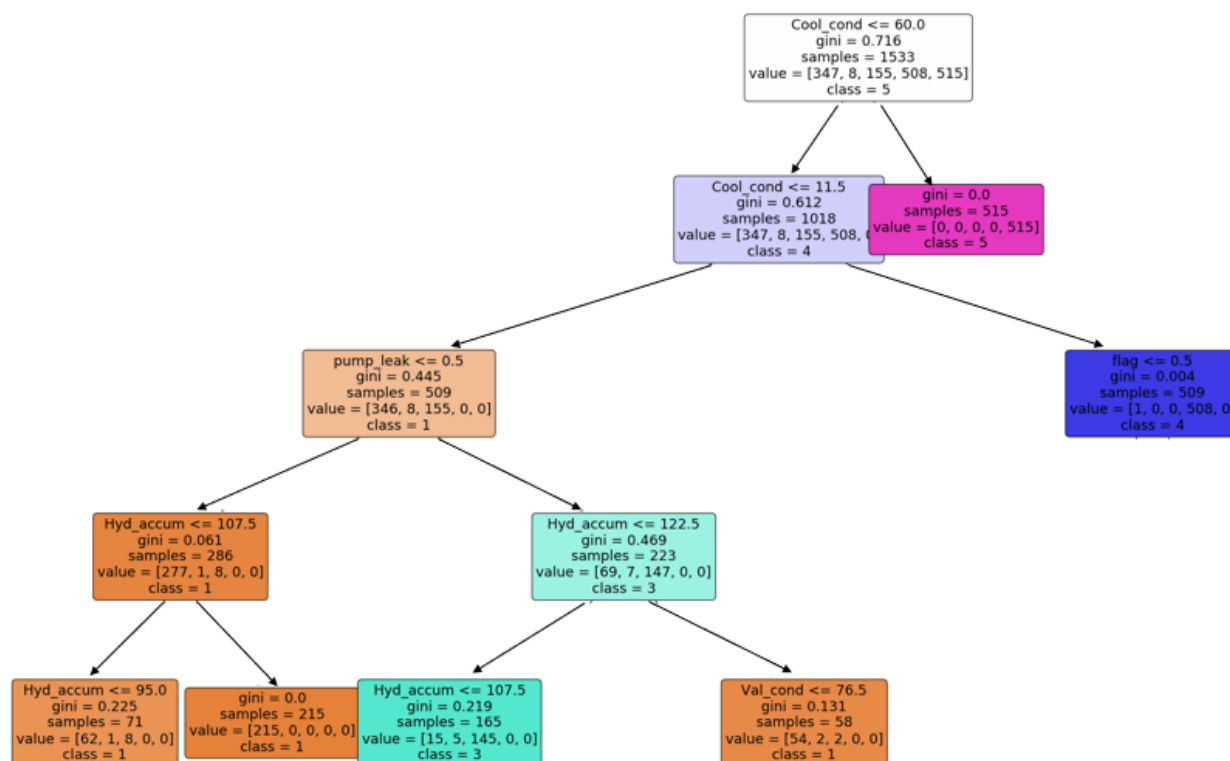 Cool_cond <= 60.0
gini = 0.716
samples = 1533
value = [347, 8, 155, 508, 515]
class = 5
Cool_cond <= 11.5
gini = 0.612
samples = 1018
value = [347, 8, 155, 508,
class = 4
gini = 0.0
samples = 515
value = [0, 0, 0, 0, 515]
class = 5
pump_leak <= 0.5
gini = 0.445
samples = 509
value = [346, 8, 155, 0, 0]
class = 1
flag <= 0.5
gini = 0.004
samples = 509
value = [1, 0, 0, 508, 0
class = 4
Hyd_accum <= 107.5
gini = 0.061
samples = 286
value = [277, 1, 8, 0, 0]
class = 1
Hyd_accum <= 122.5
gini = 0.469
samples = 223
value = [69, 7, 147, 0, 0]
class = 3
Hyd_accum <= 95.0
gini = 0.225
samples = 71
value = [62, 1, 8, 0, 0]
class = 1
gini = 0.0
samples = 215
value = [215, 0, 0, 0, 0]
class = 1
Hyd_accum <= 107.5
gini = 0.219
samples = 165
value = [15, 5, 145, 0, 0]
class = 3
Val_cond <= 76.5
gini = 0.131
samples = 58
value = [54, 2, 2, 0, 0]
class = 1